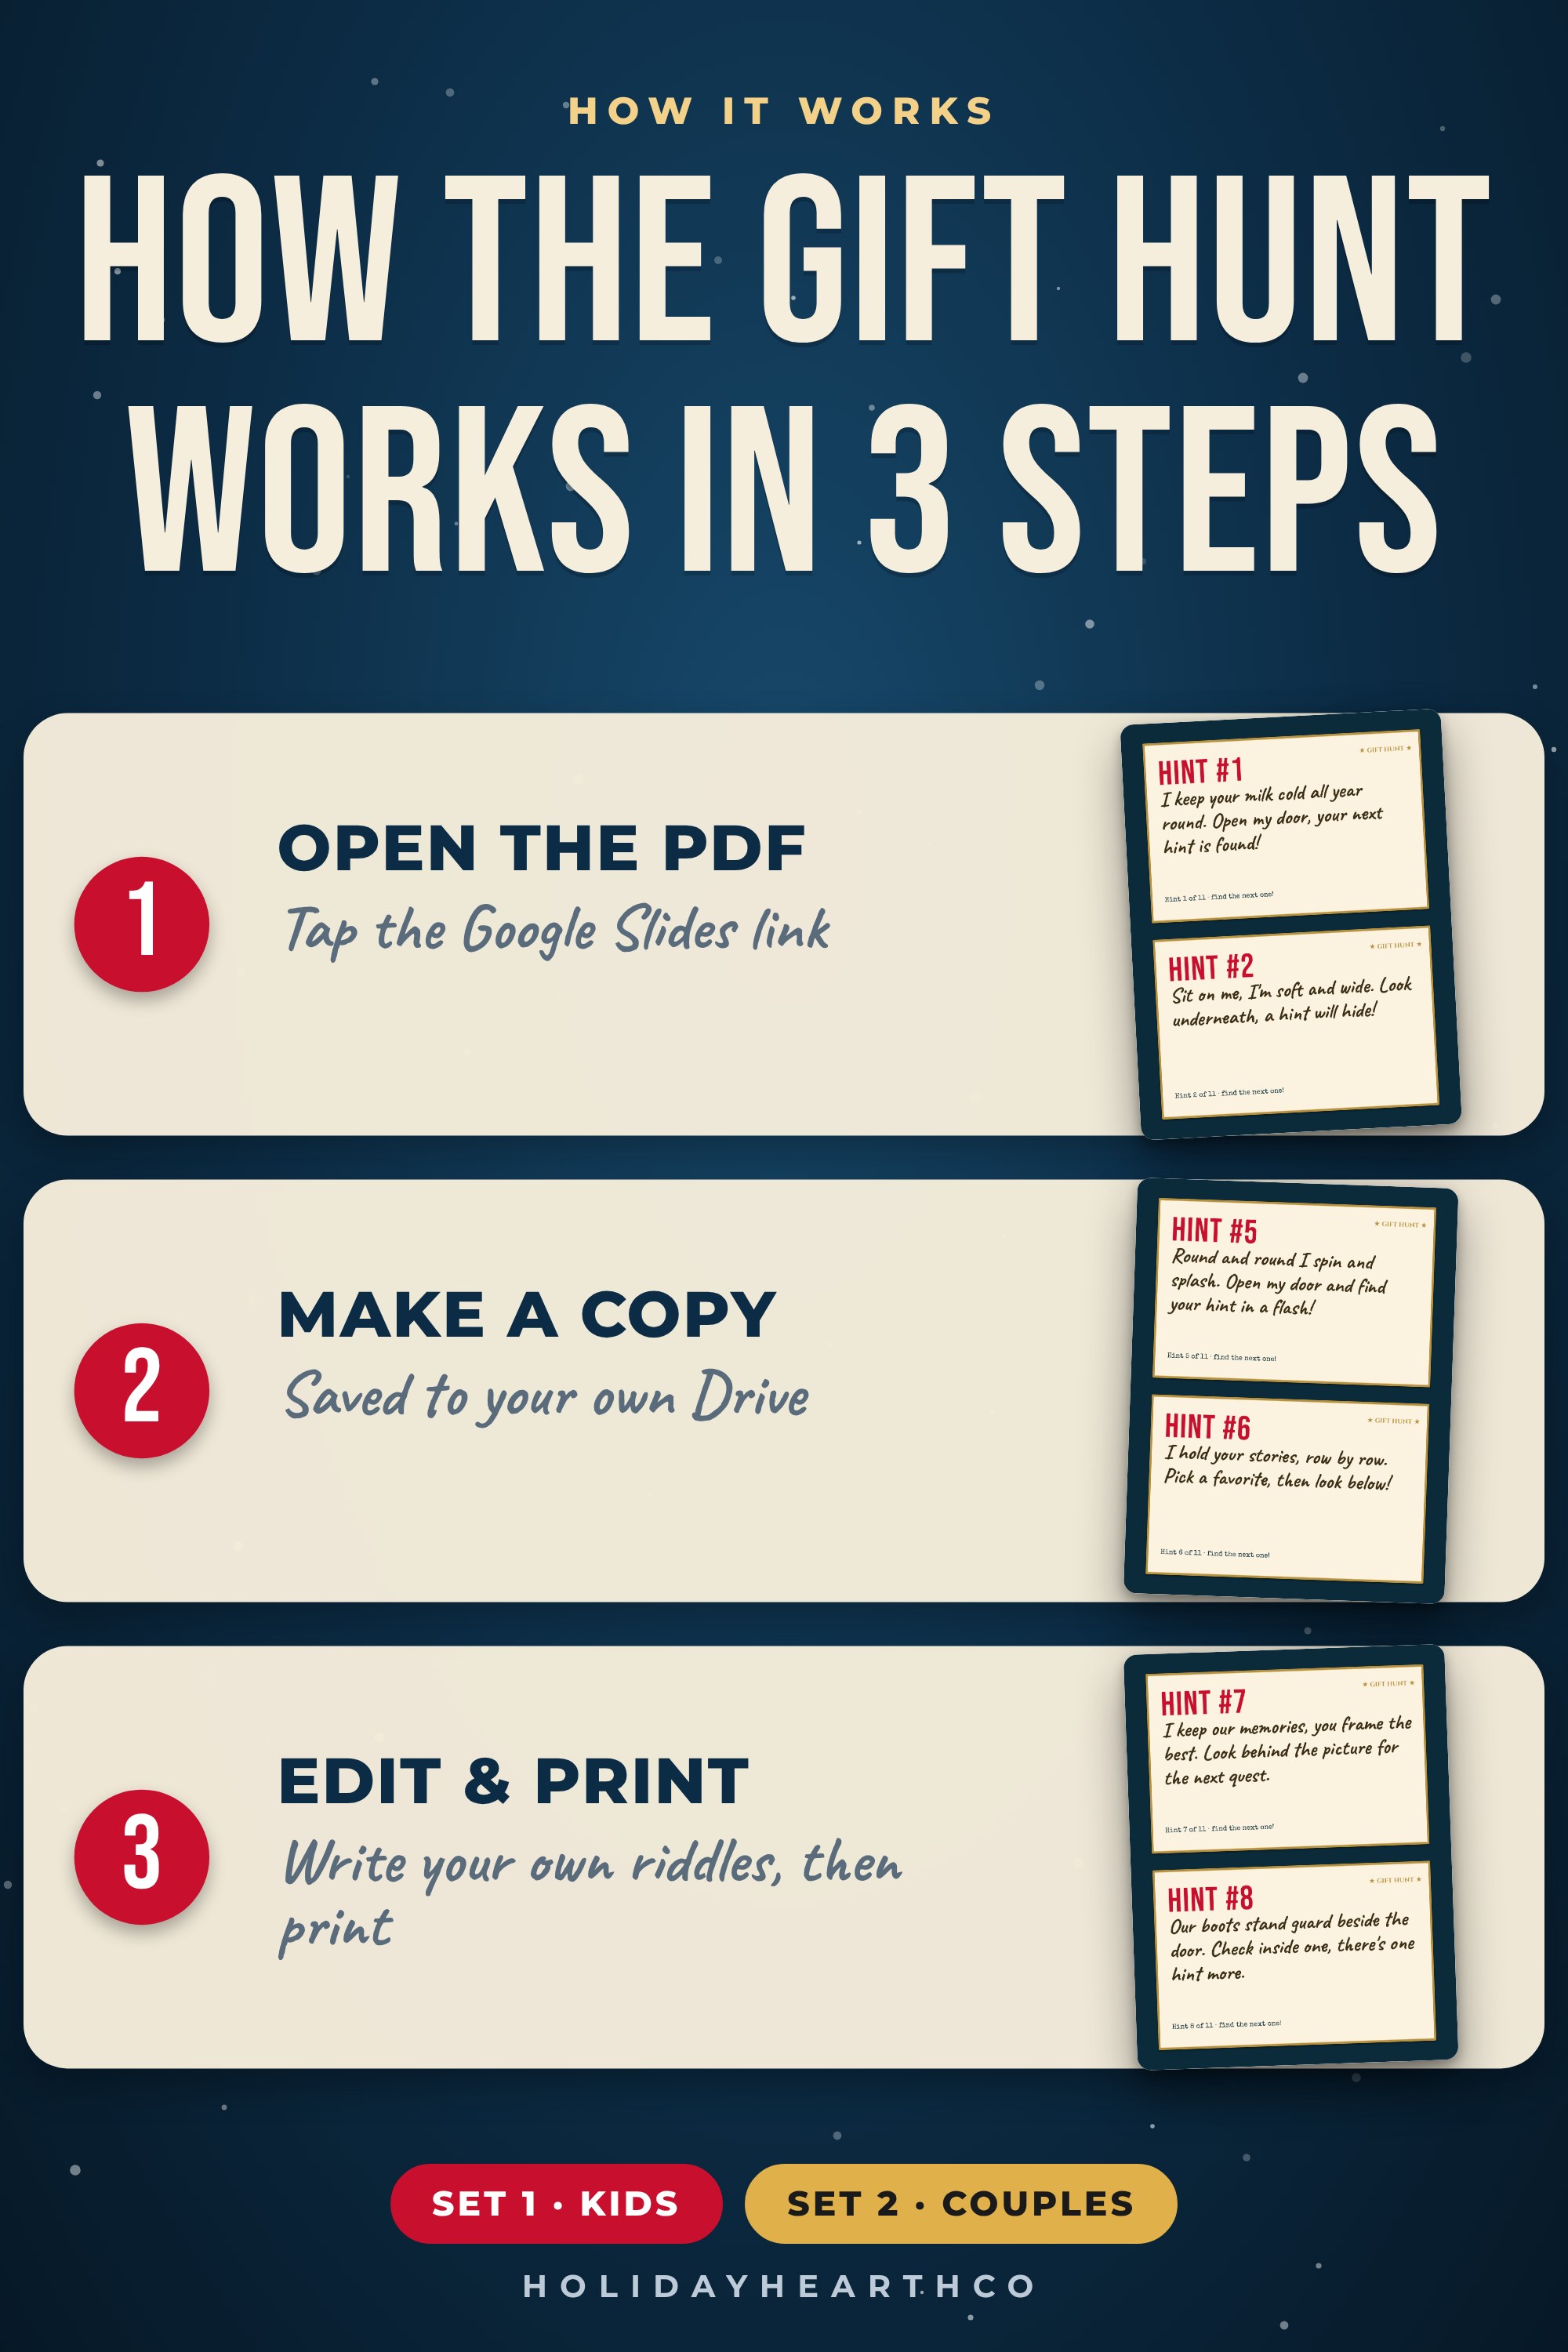 HOW IT WORKS
HOW THE GIFT HUNT
WORKS IN 3 STEPS
1
OPEN THE PDF
Tap the Google Slides link
★ GIFT HUNT ★
HINT #1
I keep your milk cold all year
round. Open my door, your next
hint is found!
Hint 1 of 11 · find the next one!
★ GIFT HUNT ★
HINT #2
Sit on me, I'm soft and wide. Look
underneath, a hint will hide!
Hint 2 of 11 · find the next one!
2
MAKE A COPY
Saved to your own Drive
★ GIFT HUNT ★
HINT #5
Round and round I spin and
splash. Open my door and find
your hint in a flash!
Hint 5 of 11 · find the next one!
★ GIFT HUNT ★
HINT #6
I hold your stories, row by row.
Pick a favorite, then look below!
Hint 6 of 11 · find the next one!
3
EDIT & PRINT
Write your own riddles, then
print
★ GIFT HUNT ★
HINT #7
I keep our memories, you frame the
best. Look behind the picture for
the next quest.
Hint 7 of 11 · find the next one!
★ GIFT HUNT ★
HINT #8
Our boots stand guard beside the
door. Check inside one, there's one
hint more.
Hint 8 of 11 · find the next one!
SET 1 • KIDS
SET 2 • COUPLES
HOLIDAYHEARTHCO